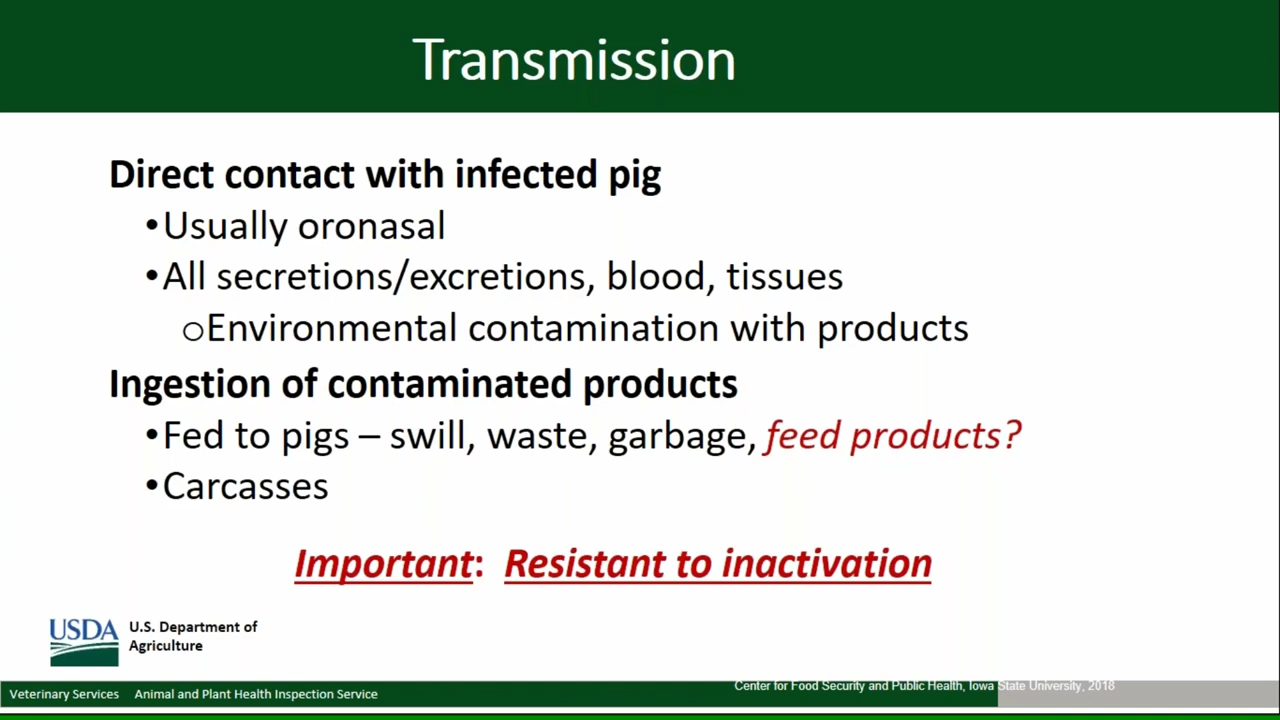 Transmission
Direct contact with infected pig
•Usually oronasal
•All secretions/excretions, blood, tissues
oEnvironmental contamination with products
Ingestion of contaminated products
•Fed to pigs – swill, waste, garbage, feed products?
•Carcasses
Important: Resistant to inactivation
USDA
U.S. Department of
Agriculture
Veterinary Services Animal and Plant Health Inspection Service
Center for Food Security and Public Health, Iowa State University, 2018